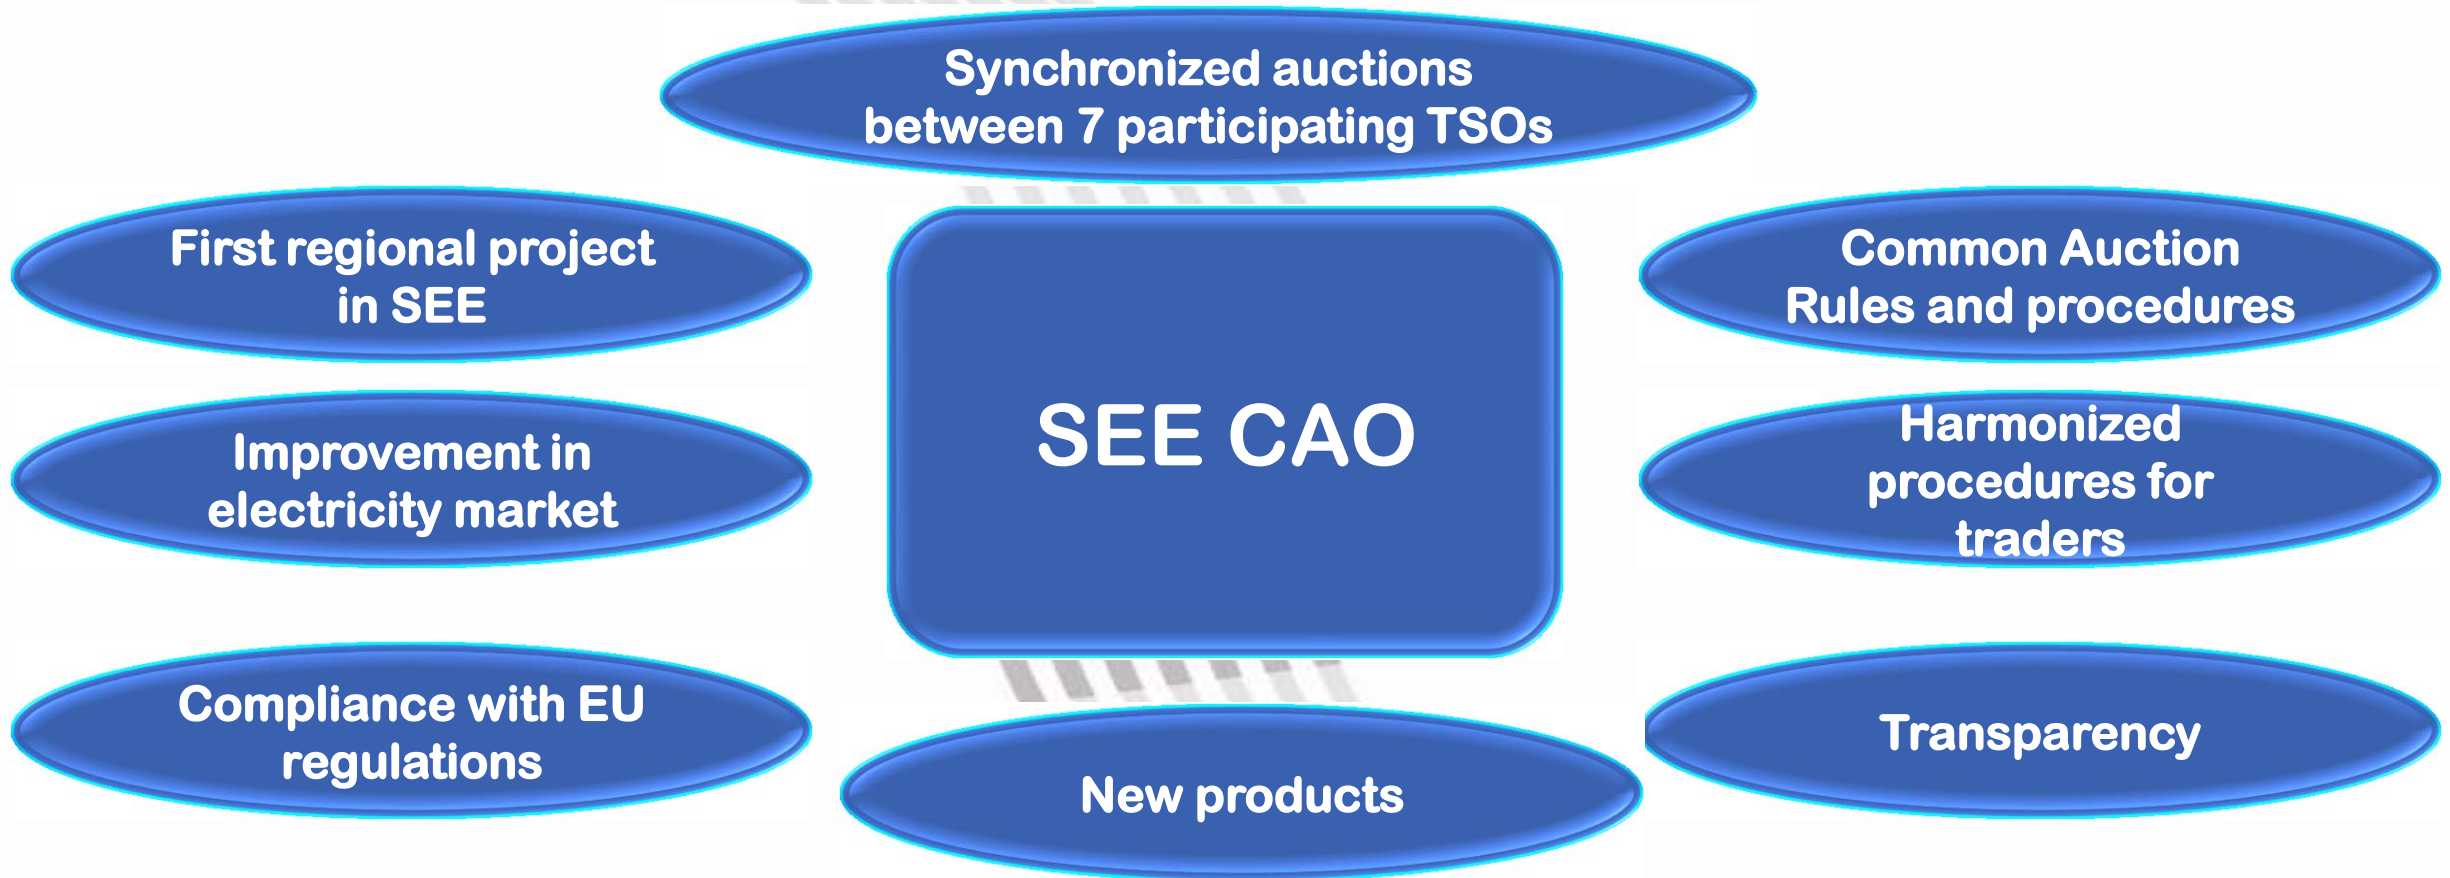 Synchronized auctions
between 7 participating TSOs
First regional project
in SEE
Common Auction
Rules and procedures
SEE CAO
Improvement in
electricity market
Harmonized
procedures for
traders
Compliance with EU
regulations
New products
Transparency